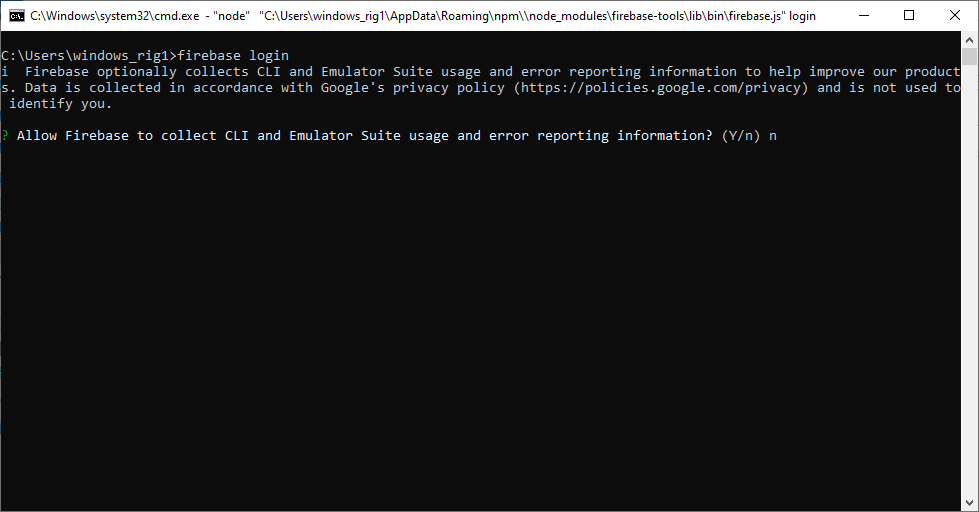 C:\Windows\system32\cmd.exe - "node" "C:\Users\windows_rig1\AppData\Roaming\npm\\node_modules\firebase-tools\lib\bin\firebase.js" login
C:\Users\windows_rig1>firebase login
i  Firebase optionally collects CLI and Emulator Suite usage and error reporting information to help improve our product
s. Data is collected in accordance with Google's privacy policy (https://policies.google.com/privacy) and is not used to
 identify you.
? Allow Firebase to collect CLI and Emulator Suite usage and error reporting information? (Y/n) n